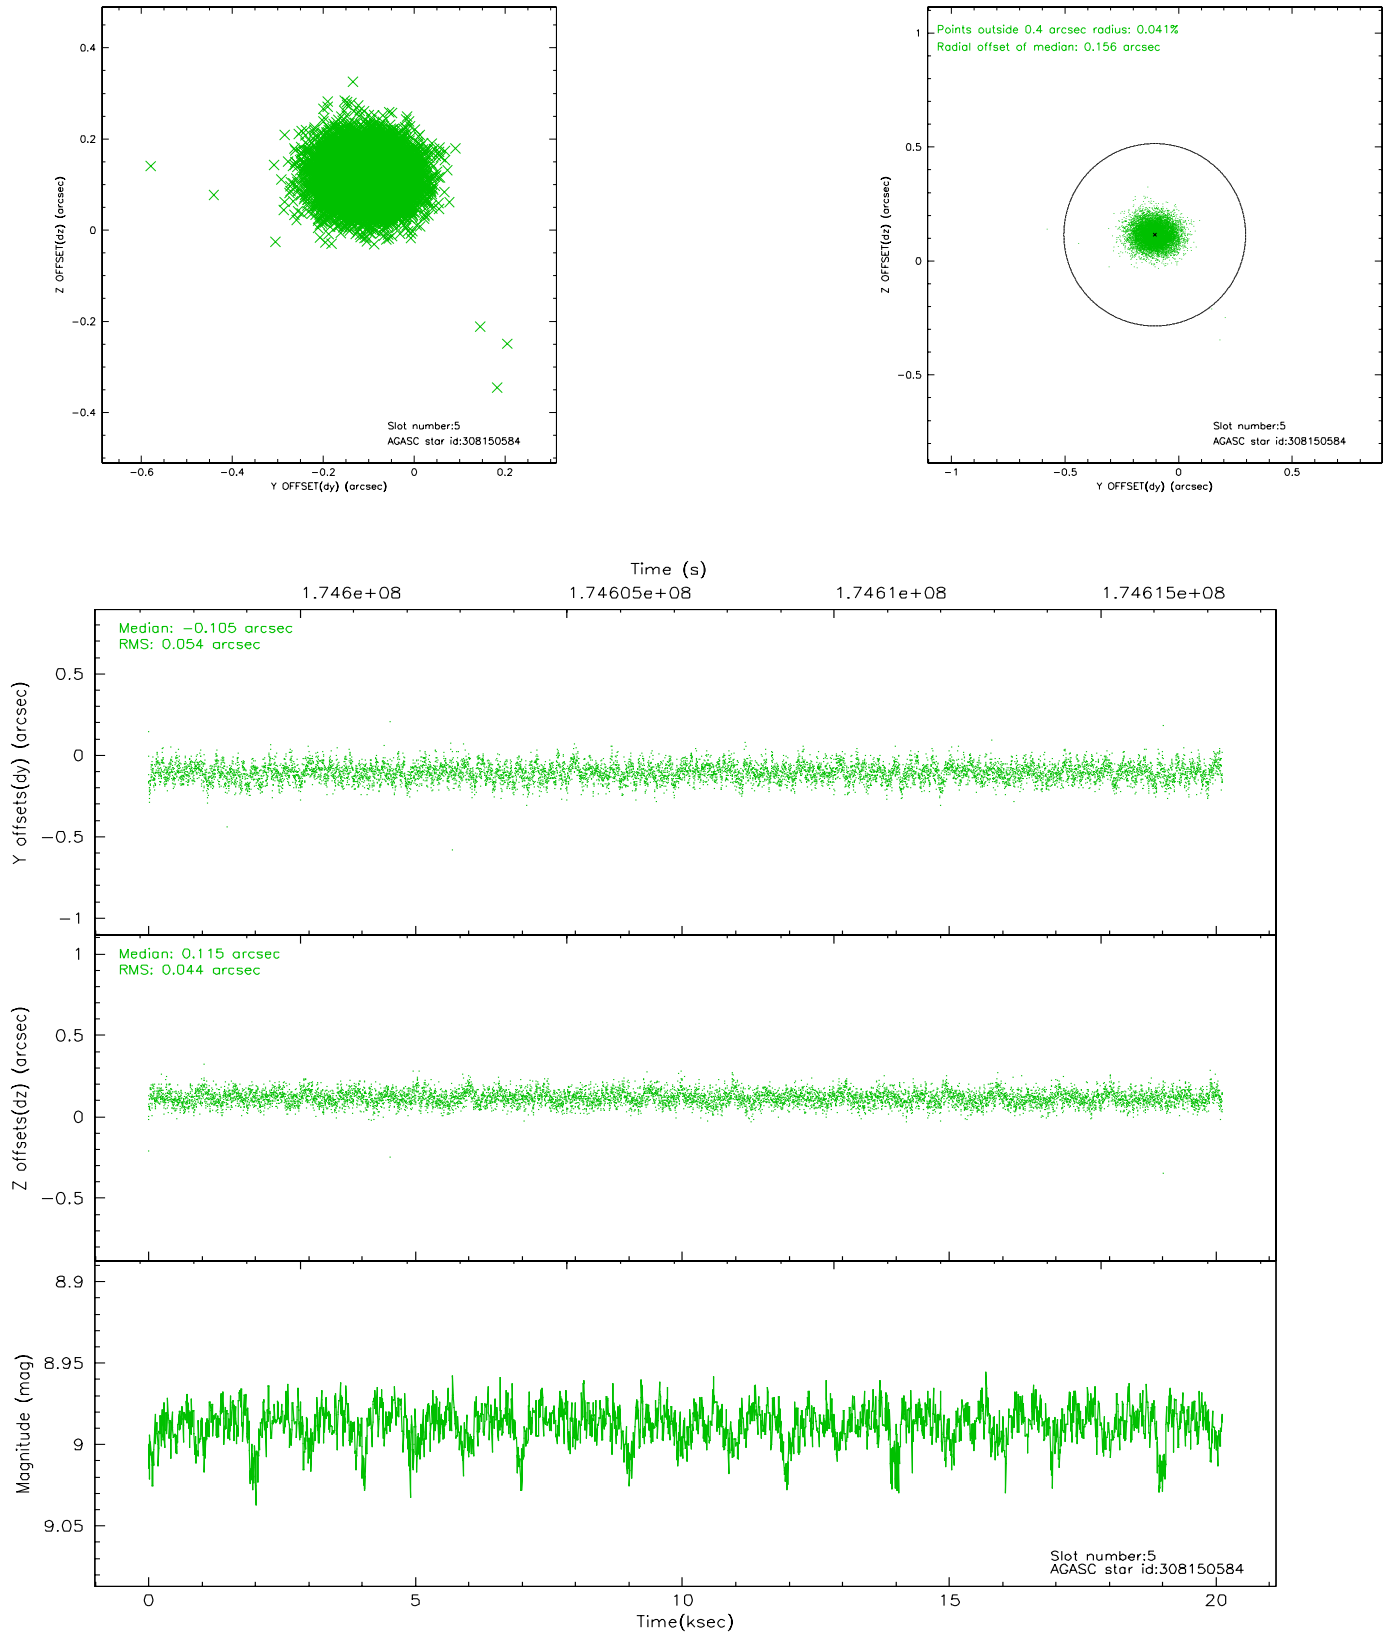 0.4
0.2
0
−0.2
−0.4
Z OFFSET(dz) (arcsec)
Slot number:5
AGASC star id:308150584
−0.6 −0.4 −0.2 0 0.2
Y OFFSET(dy) (arcsec)
Points outside 0.4 arcsec radius: 0.041%
Radial offset of median: 0.156 arcsec
1
0.5
0
−0.5
Z OFFSET(dz) (arcsec)
Slot number:5
AGASC star id:308150584
−1 −0.5 0 0.5
Y OFFSET(dy) (arcsec)
Time (s)
1.746e+08 1.74605e+08 1.7461e+08 1.74615e+08
Median: −0.105 arcsec
RMS: 0.054 arcsec
0.5
0
−0.5
−1
Y offsets(dy) (arcsec)
Median: 0.115 arcsec
RMS: 0.044 arcsec
1
0.5
0
−0.5
Z offsets(dz) (arcsec)
8.9
8.95
9
9.05
Magnitude (mag)
Slot number:5
AGASC star id:308150584
0 5 10 15 20
Time(ksec)